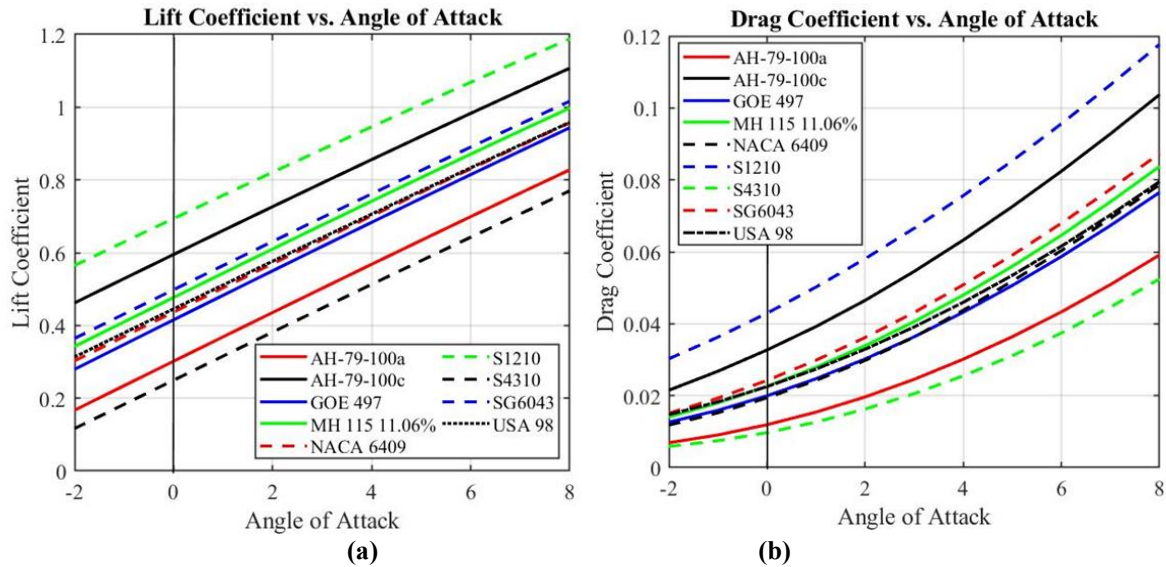 Lift Coefficient vs. Angle of Attack
1.2
1
0.8
0.6
0.4
0.2
0
Lift Coefficient
AH-79-100a
AH-79-100c
GOE 497
MH 115 11.06%
NACA 6409
S1210
S4310
SG6043
USA 98
-2
0
2
4
6
8
Angle of Attack
(a)
Drag Coefficient vs. Angle of Attack
0.12
0.1
0.08
0.06
0.04
0.02
0
Drag Coefficient
AH-79-100a
AH-79-100c
GOE 497
MH 115 11.06%
NACA 6409
S1210
S4310
SG6043
USA 98
-2
0
2
4
6
8
Angle of Attack
(b)